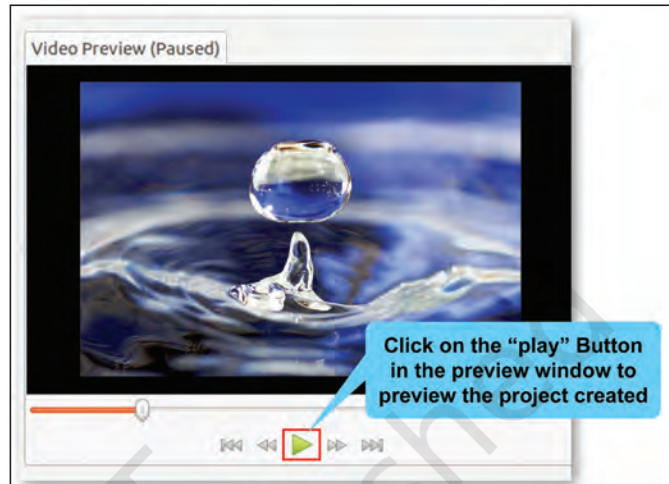 Video Preview (Paused)
Click on the “play” Button
in the preview window to
preview the project created